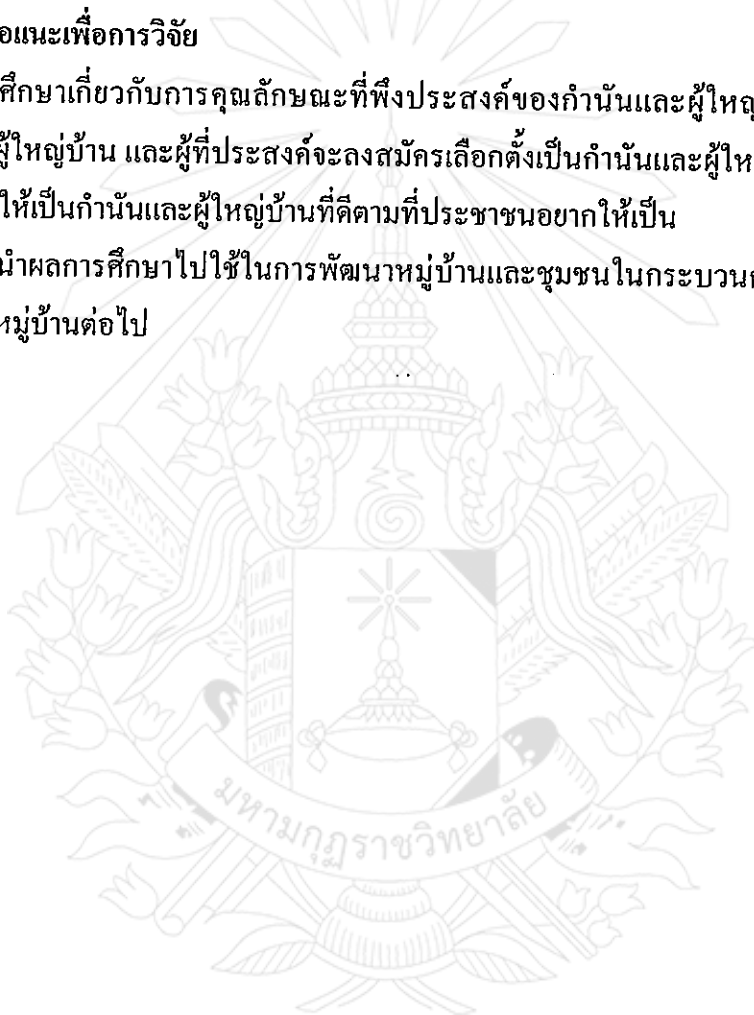 อแนะเพื่อการวิจัย
ศึกษาเกี่ยวกับการคุณลักษณะที่พึงประสงค์ของกำนันและผู้ใหญ่
ผู้ใหญ่บ้าน และผู้ที่ประสงค์จะลงสมัครเลือกตั้งเป็นกำนันและผู้ให
ให้เป็นกำนันและผู้ใหญ่บ้านที่ดีตามที่ประชาชนอยากให้เป็น
นำผลการศึกษาไปใช้ในการพัฒนาหมู่บ้านและชุมชนในกระบวน
หมู่บ้านต่อไป
มหามกุฏราชวิทยาลัย